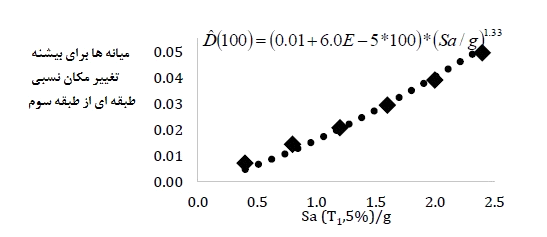 D̂(100) = (0.01+6.0E−5*100)*(Sa/g)^1.33
میانه ها برای بیشنه
تغییر مکان نسبی
طبقه ای از طبقه سوم
0.05
0.04
0.03
0.02
0.01
0.00
0.0 0.5 1.0 1.5 2.0 2.5
Sa (T1,5%)/g